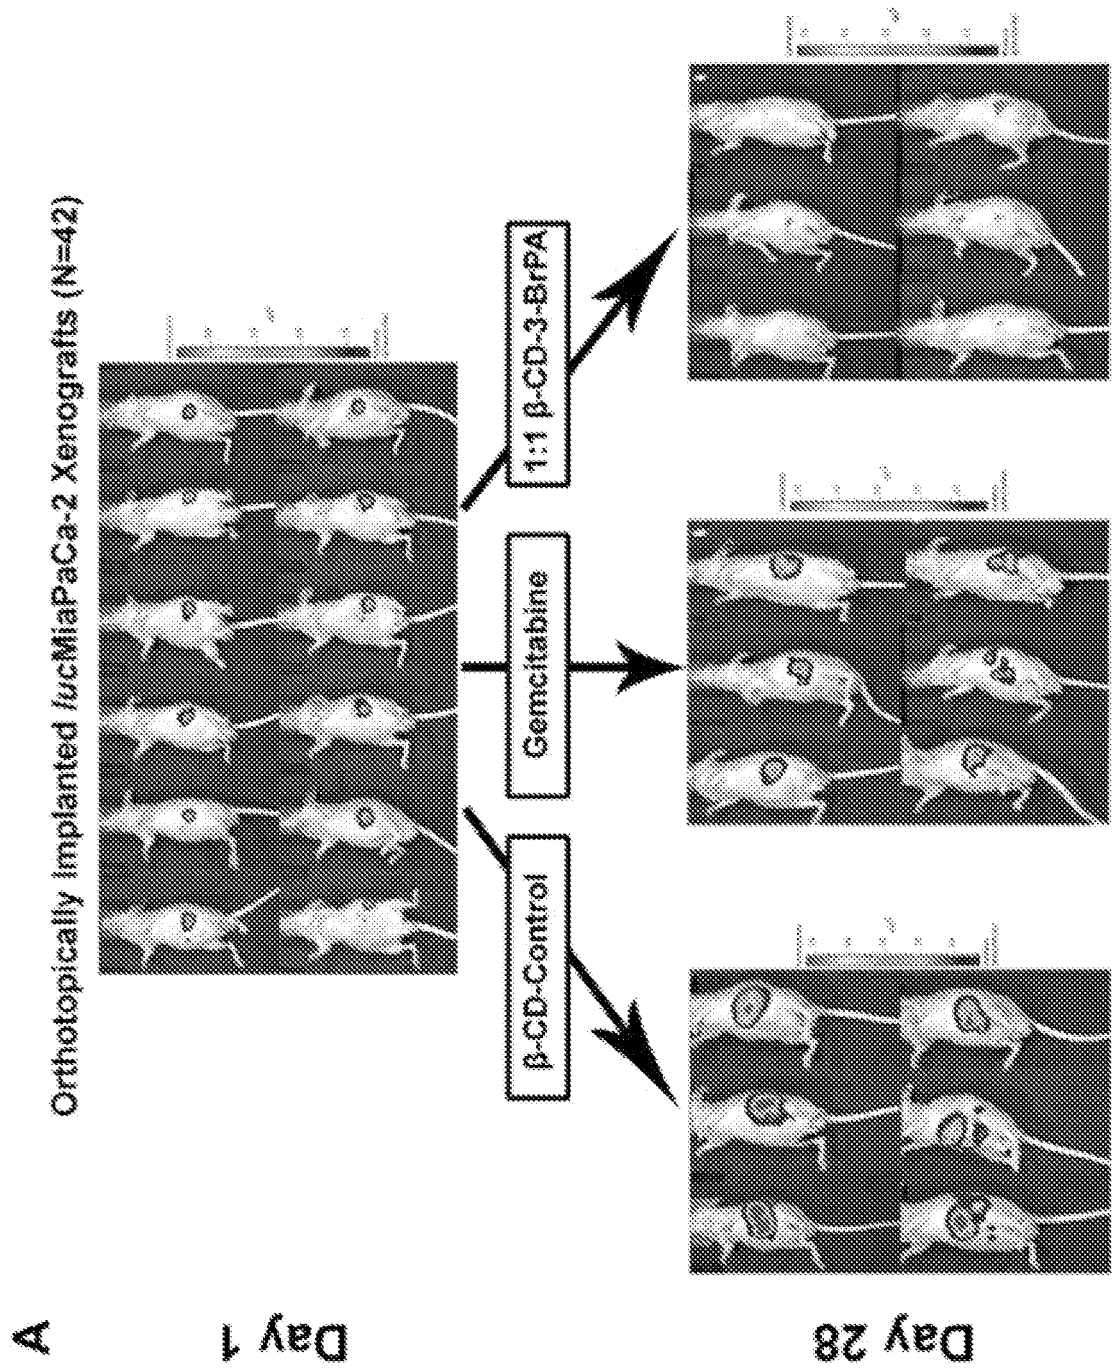 A
Orthotopically Implanted lucMiaPaCa-2 Xenografts (N=42)
Day 1
β-CD-Control
Gemcitabine
1:1 β-CD-3-BrPA
Day 28